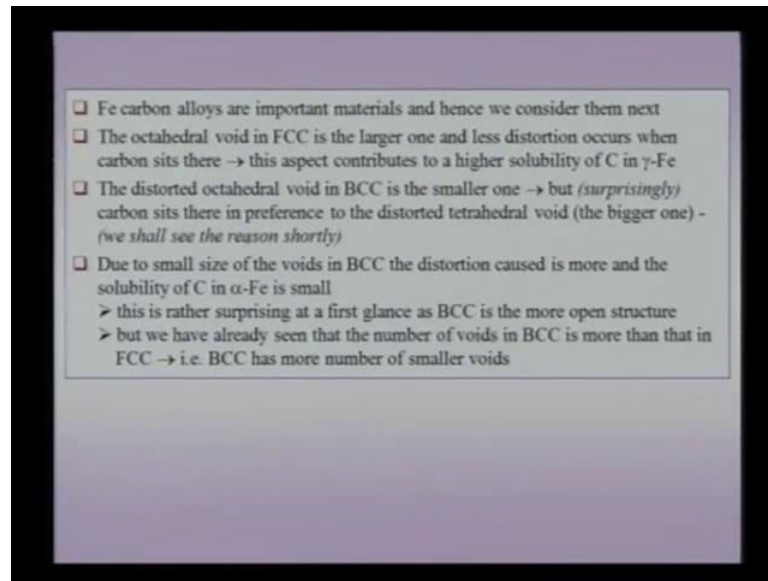 ❑ Fe carbon alloys are important materials and hence we consider them next
❑ The octahedral void in FCC is the larger one and less distortion occurs when
carbon sits there → this aspect contributes to a higher solubility of C in γ-Fe
❑ The distorted octahedral void in BCC is the smaller one → but (surprisingly)
carbon sits there in preference to the distorted tetrahedral void (the bigger one) -
(we shall see the reason shortly)
❑ Due to small size of the voids in BCC the distortion caused is more and the
solubility of C in α-Fe is small
➢ this is rather surprising at a first glance as BCC is the more open structure
➢ but we have already seen that the number of voids in BCC is more than that in
FCC → i.e. BCC has more number of smaller voids